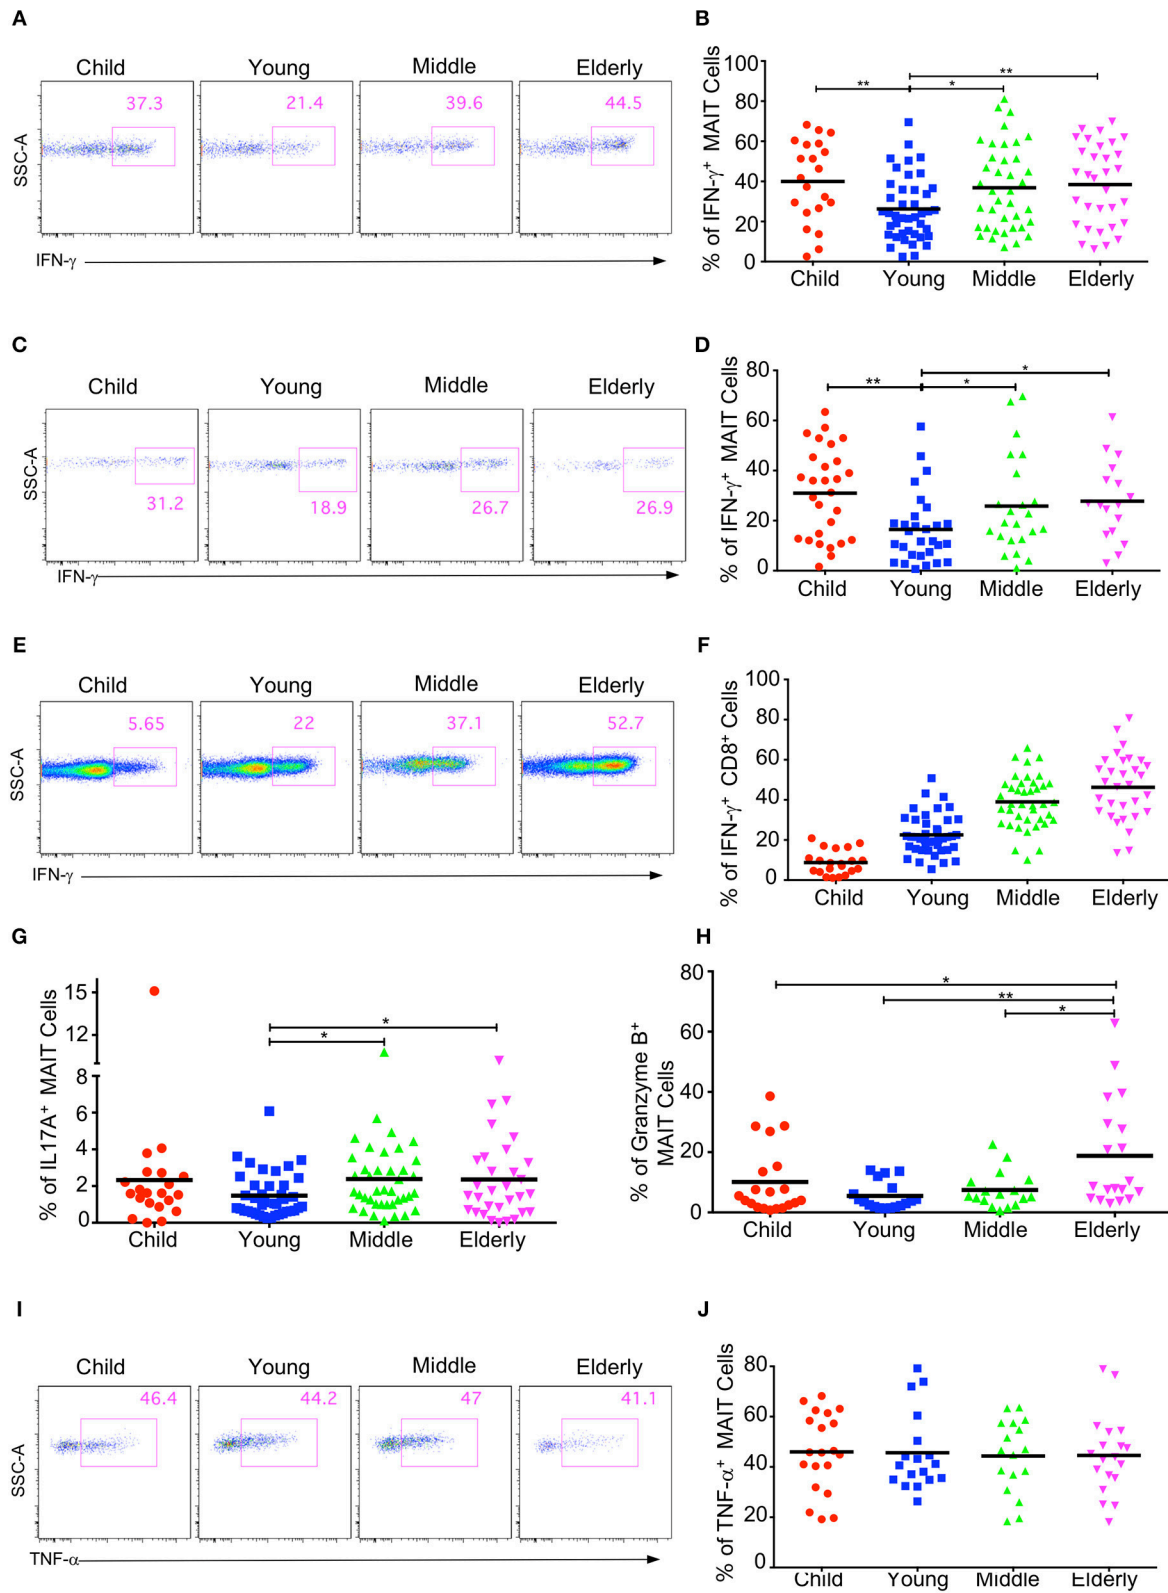 A
Child Young Middle Elderly
37.3 21.4 39.6 44.5
SSC-A
IFN-γ
B
% of IFN-γ+ MAIT Cells
100
80
60
40
20
0
** * **
Child Young Middle Elderly
C
Child Young Middle Elderly
SSC-A
31.2 18.9 26.7 26.9
IFN-γ
D
% of IFN-γ+ MAIT Cells
80
60
40
20
0
** * *
Child Young Middle Elderly
E
Child Young Middle Elderly
5.65 22 37.1 52.7
SSC-A
IFN-γ
F
% of IFN-γ+ CD8+ Cells
100
80
60
40
20
0
Child Young Middle Elderly
G
% of IL17A+ MAIT Cells
15
12
8
6
4
2
0
* *
Child Young Middle Elderly
H
% of Granzyme B+
MAIT Cells
80
60
40
20
0
*
**
*
Child Young Middle Elderly
I
Child Young Middle Elderly
46.4 44.2 47 41.1
SSC-A
TNF-α
J
% of TNF-α+ MAIT Cells
80
60
40
20
0
Child Young Middle Elderly